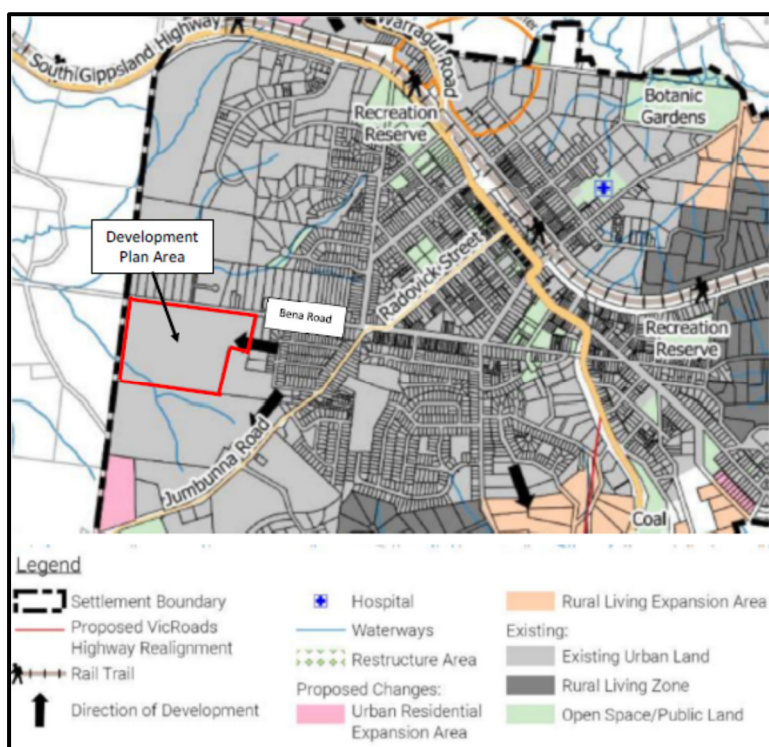 South Gippsland Highway
Warragul Road
Recreation
Reserve
Botanic
Gardens
Development
Plan Area
Radovick Street
Bena Road
Recreation
Reserve
Jumbunna Road
Coal
Legend
Settlement Boundary
Proposed VicRoads
Highway Realignment
Rail Trail
Direction of Development
Hospital
Waterways
Restructure Area
Proposed Changes:
Urban Residential
Expansion Area
Rural Living Expansion Area
Existing:
Existing Urban Land
Rural Living Zone
Open Space/Public Land